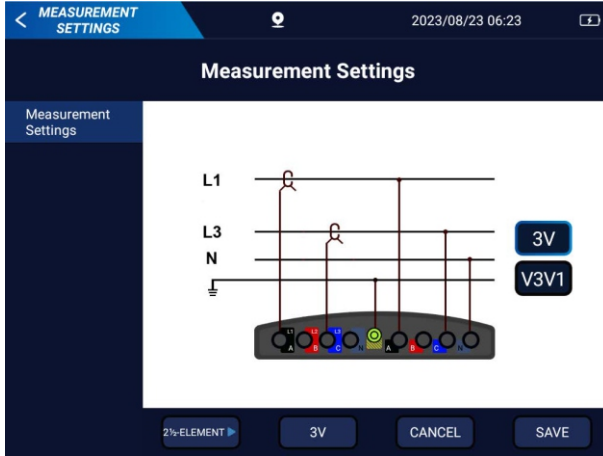 MEASUREMENT
SETTINGS
2023/08/23 06:23
Measurement Settings
Measurement
Settings
L1
L3
N
3V
V3V1
L1 L2 L3
A B C N A B C N
2½-ELEMENT
3V
CANCEL
SAVE